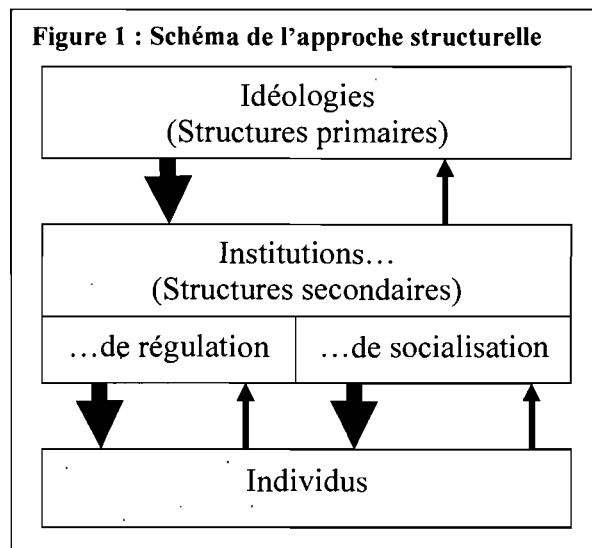 Figure 1 : Schéma de l'approche structurelle
Idéologies
(Structures primaires)
Institutions…
(Structures secondaires)
…de régulation
…de socialisation
Individus